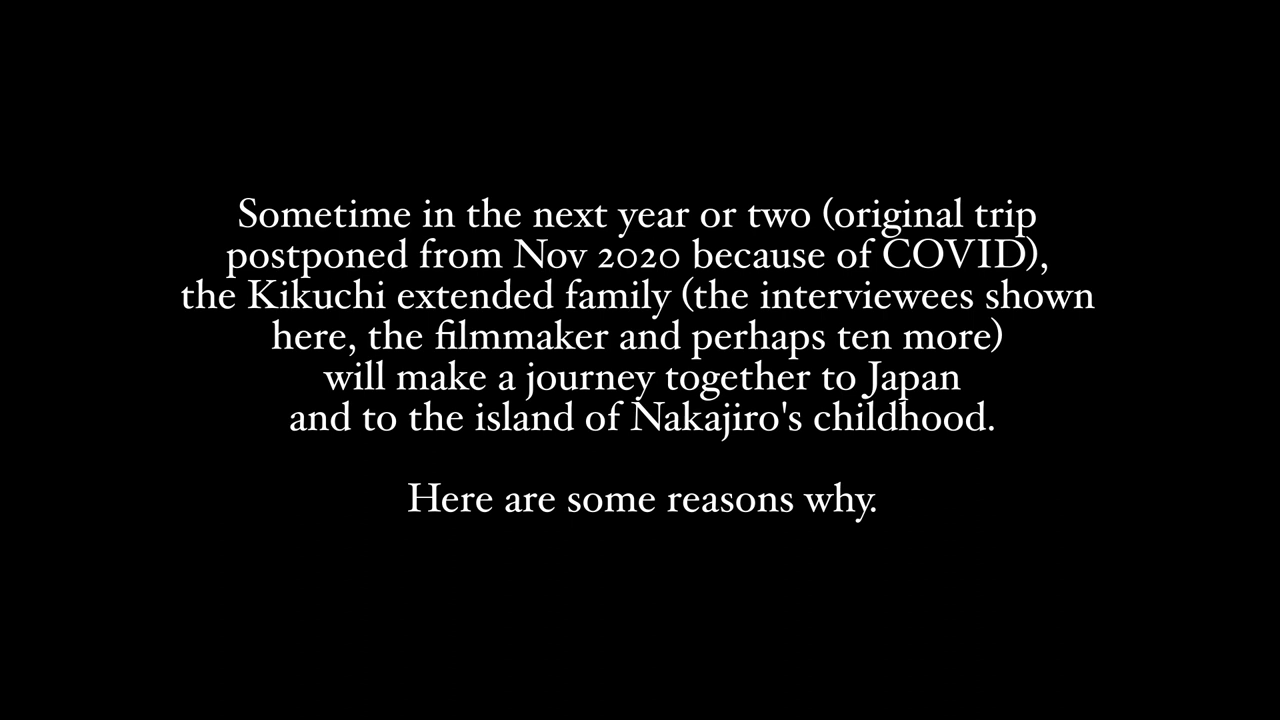 Sometime in the next year or two (original trip
postponed from Nov 2020 because of COVID),
the Kikuchi extended family (the interviewees shown
here, the filmmaker and perhaps ten more)
will make a journey together to Japan
and to the island of Nakajiro's childhood.
Here are some reasons why.